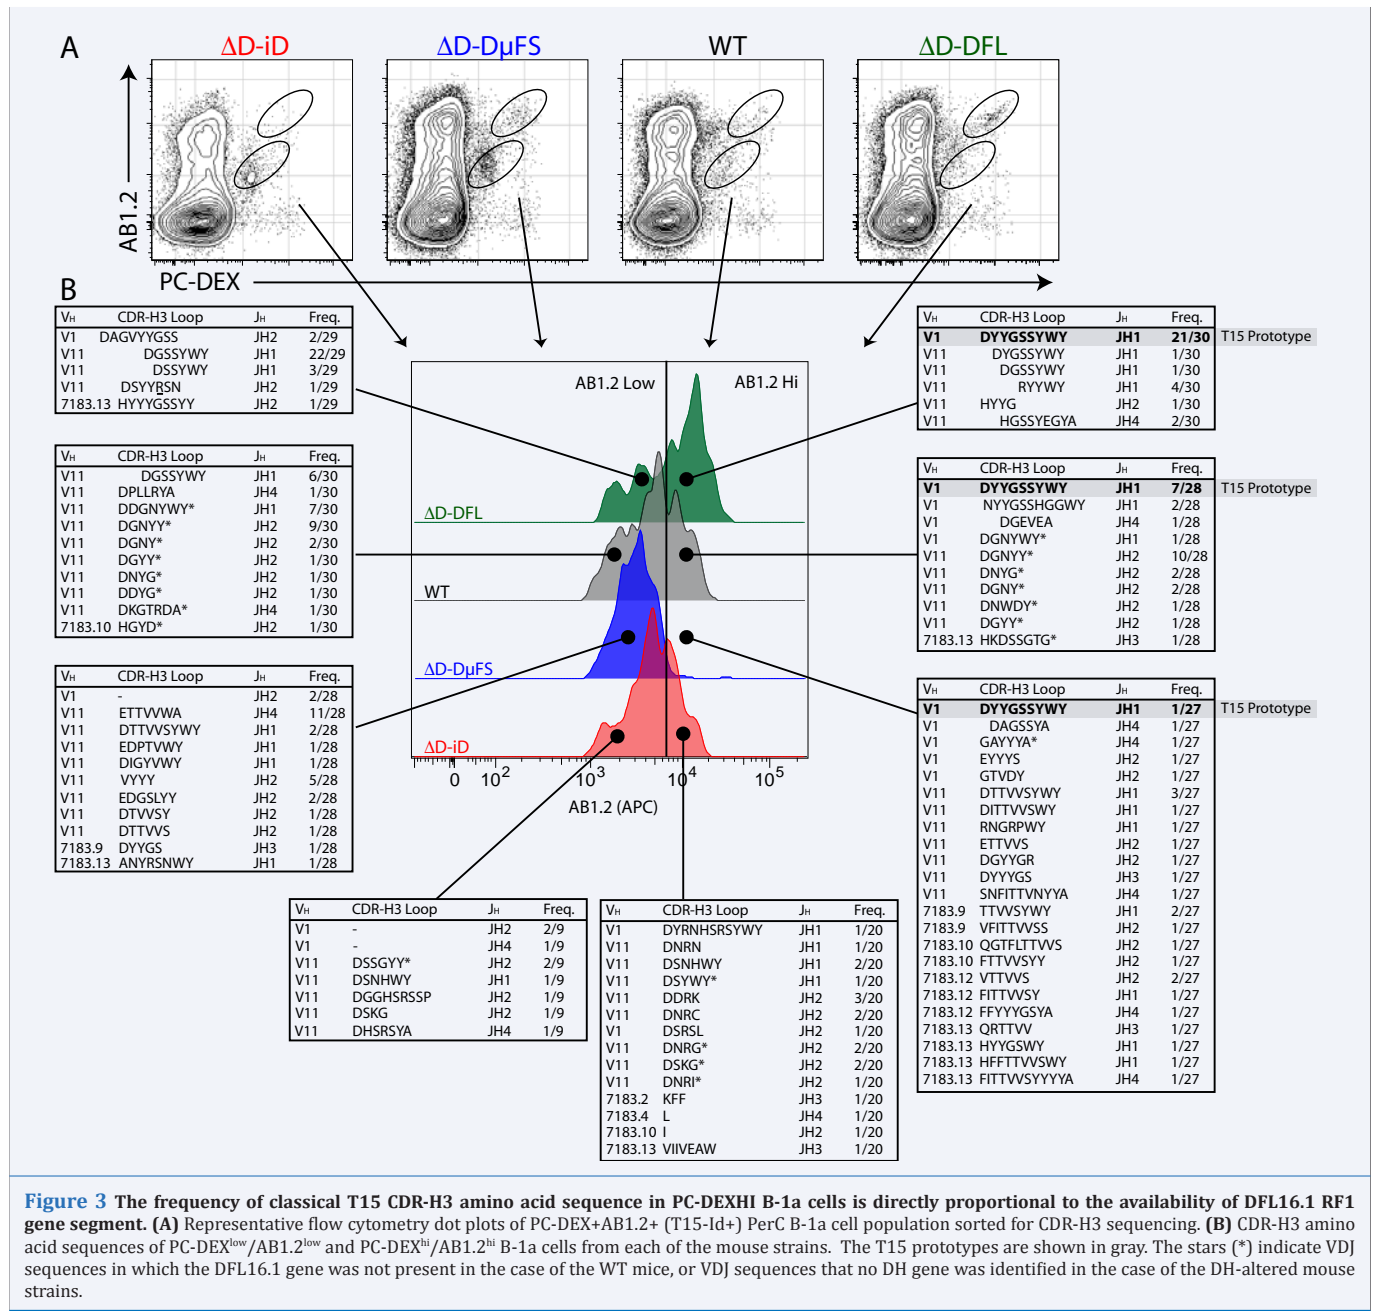 A
ΔD-iD
ΔD-DμFS
WT
ΔD-DFL
AB1.2
PC-DEX
B
VH CDR-H3 Loop JH Freq.
V1 DAGVYYGSS JH2 2/29
V11 DGSSYWY JH1 22/29
V11 DSSYWY JH1 3/29
V11 DSYYRSN JH2 1/29
7183.13 HYYYGSSYY JH2 1/29
VH CDR-H3 Loop JH Freq.
V11 DGSSYWY JH1 6/30
V11 DPLLRYA JH4 1/30
V11 DDGNYWY* JH1 7/30
V11 DGNYY* JH2 9/30
V11 DGNY* JH2 2/30
V11 DGYY* JH2 1/30
V11 DNYG* JH2 1/30
V11 DDYG* JH2 1/30
V11 DKGTRDA* JH4 1/30
7183.10 HGYD* JH2 1/30
VH CDR-H3 Loop JH Freq.
V1 - JH2 2/28
V11 ETTVVWA JH4 11/28
V11 DTTVVSYWY JH1 2/28
V11 EDPTVWY JH1 1/28
V11 DIGYVWY JH1 1/28
V11 VYYY JH2 5/28
V11 EDGSLYY JH2 2/28
V11 DTVVSY JH2 1/28
V11 DTTVVS JH2 1/28
7183.9 DYYGS JH3 1/28
7183.13 ANYRSNWY JH1 1/28
AB1.2 Low
AB1.2 Hi
ΔD-DFL
WT
ΔD-DμFS
ΔD-iD
0 10² 10³ 10⁴ 10⁵
AB1.2 (APC)
VH CDR-H3 Loop JH Freq.
V1 DYYGSSYWY JH1 21/30 T15 Prototype
V11 DYGSSYWY JH1 1/30
V11 DGSSYWY JH1 1/30
V11 RYYWY JH1 4/30
V11 HYYG JH2 1/30
V11 HGSSYEGYA JH4 2/30
VH CDR-H3 Loop JH Freq.
V1 DYYGSSYWY JH1 7/28 T15 Prototype
V1 NYYGSSHGGWY JH1 2/28
V1 DGEVEA JH4 1/28
V1 DGNYWY* JH1 1/28
V11 DGNYY* JH2 10/28
V11 DNYG* JH2 2/28
V11 DGNY* JH2 2/28
V11 DNWDY* JH2 1/28
V11 DGYY* JH2 1/28
7183.13 HKDSSGTG* JH3 1/28
VH CDR-H3 Loop JH Freq.
V1 DYYGSSYWY JH1 1/27 T15 Prototype
V1 DAGSSYA JH4 1/27
V1 GAYYYA* JH4 1/27
V1 EYYYS JH2 1/27
V1 GTVDY JH2 1/27
V11 DTTVVSYWY JH1 3/27
V11 DITTVVSWY JH1 1/27
V11 RNGRPWY JH1 1/27
V11 ETTVVS JH2 1/27
V11 DGYYGR JH2 1/27
V11 DYYYGS JH3 1/27
V11 SNFITTVNYYA JH4 1/27
7183.9 TTVVSYWY JH1 2/27
7183.9 VFITTVVSS JH2 1/27
7183.10 QGTFLTTVVS JH2 1/27
7183.10 FTTVVSYY JH2 1/27
7183.12 VTTVVS JH2 2/27
7183.12 FITTVVSY JH1 1/27
7183.12 FFYYYGSYA JH4 1/27
7183.13 QRTTVV JH3 1/27
7183.13 HYYGSWY JH1 1/27
7183.13 HFFTTVVSWY JH1 1/27
7183.13 FITTVVSYYYYA JH4 1/27
VH CDR-H3 Loop JH Freq.
V1 - JH2 2/9
V1 - JH4 1/9
V11 DSSGYY* JH2 2/9
V11 DSNHWY JH1 1/9
V11 DGGHSRSSP JH2 1/9
V11 DSKG JH2 1/9
V11 DHSRSYA JH4 1/9
VH CDR-H3 Loop JH Freq.
V1 DYRNHSRSYWY JH1 1/20
V11 DNRN JH1 1/20
V11 DSNHWY JH1 2/20
V11 DSYWY* JH1 1/20
V11 DDRK JH2 3/20
V11 DNRC JH2 2/20
V1 DSRSL JH2 1/20
V11 DNRG* JH2 2/20
V11 DSKG* JH2 2/20
V11 DNRI* JH2 1/20
7183.2 KFF JH3 1/20
7183.4 L JH4 1/20
7183.10 I JH2 1/20
7183.13 VIIVEAW JH3 1/20
Figure 3 The frequency of classical T15 CDR-H3 amino acid sequence in PC-DEXHI B-1a cells is directly proportional to the availability of DFL16.1 RF1
gene segment. (A) Representative flow cytometry dot plots of PC-DEX+AB1.2+ (T15-Id+) PerC B-1a cell population sorted for CDR-H3 sequencing. (B) CDR-H3 amino
acid sequences of PC-DEXlow/AB1.2low and PC-DEXhi/AB1.2hi B-1a cells from each of the mouse strains. The T15 prototypes are shown in gray. The stars (*) indicate VDJ
sequences in which the DFL16.1 gene was not present in the case of the WT mice, or VDJ sequences that no DH gene was identified in the case of the DH-altered mouse
strains.